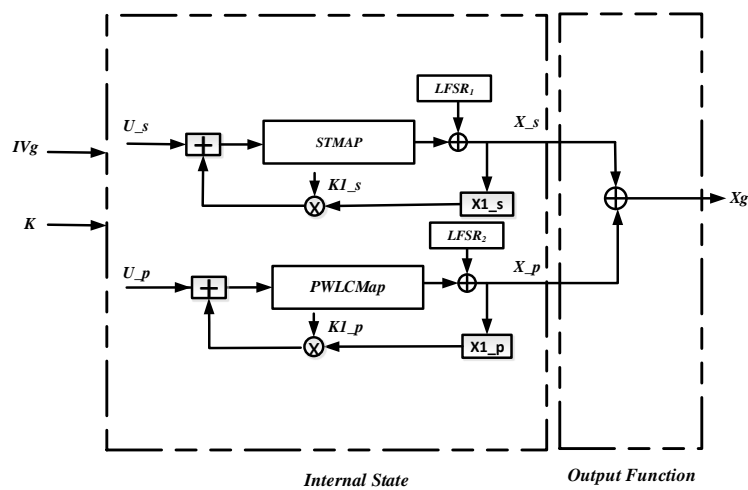 LFSR1
U_s
X_s
IVg
+
STMAP
K1_s
X1_s
X
Xg
K
LFSR2
U_p
X_p
+
PWLCMap
K1_p
X1_p
X
Internal State
Output Function